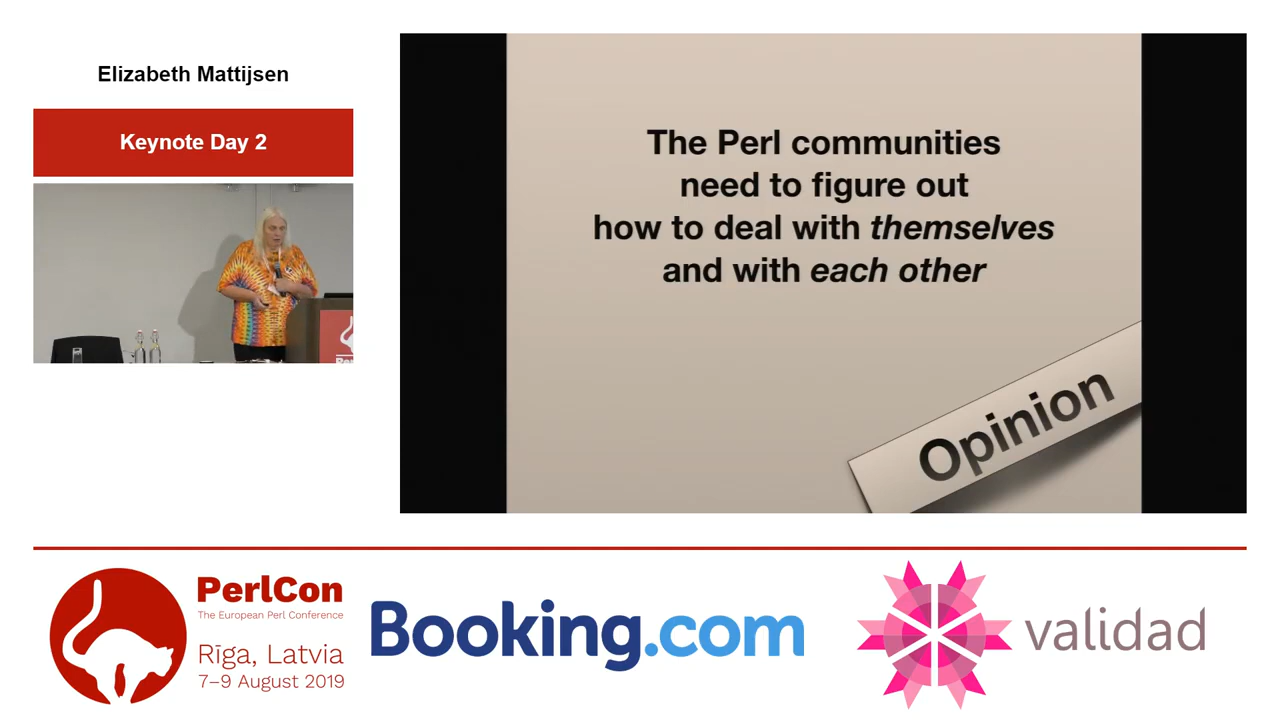 Elizabeth Mattijsen
Keynote Day 2
The Perl communities
need to figure out
how to deal with themselves
and with each other
Opinion
PerlCon
The European Perl Conference
Rīga, Latvia
7–9 August 2019
Booking.com
validad